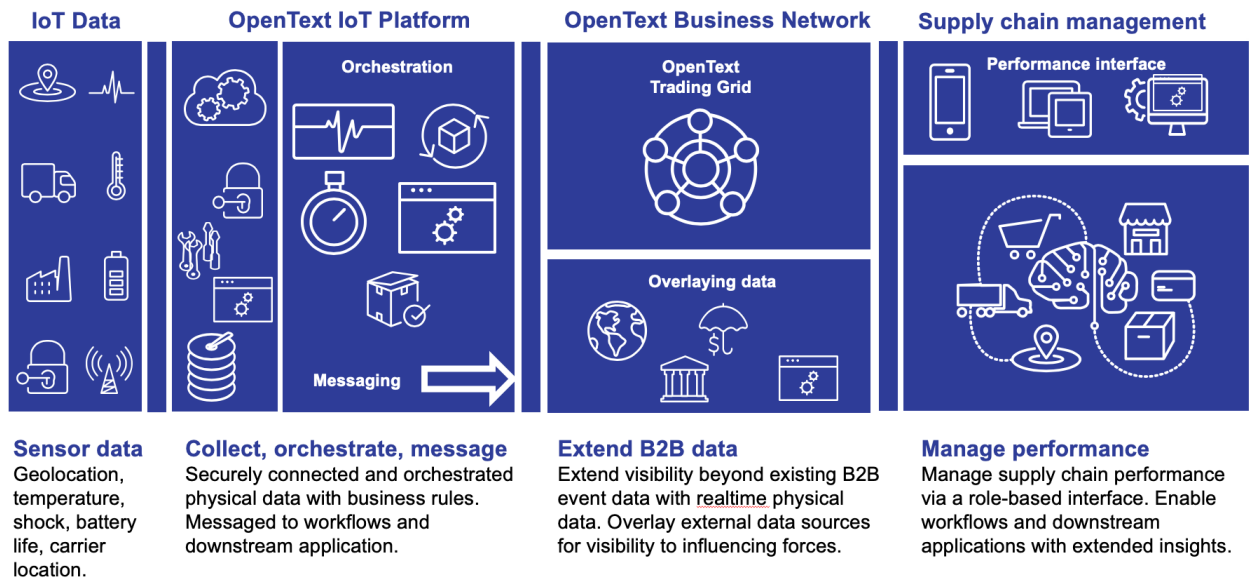 IoT Data
OpenText IoT Platform
OpenText Business Network
Supply chain management
Orchestration
Messaging
OpenText
Trading Grid
Overlaying data
$
Performance interface
Sensor data
Geolocation,
temperature,
shock, battery
life, carrier
location.
Collect, orchestrate, message
Securely connected and orchestrated
physical data with business rules.
Messaged to workflows and
downstream application.
Extend B2B data
Extend visibility beyond existing B2B
event data with realtime physical
data. Overlay external data sources
for visibility to influencing forces.
Manage performance
Manage supply chain performance
via a role-based interface. Enable
workflows and downstream
applications with extended insights.